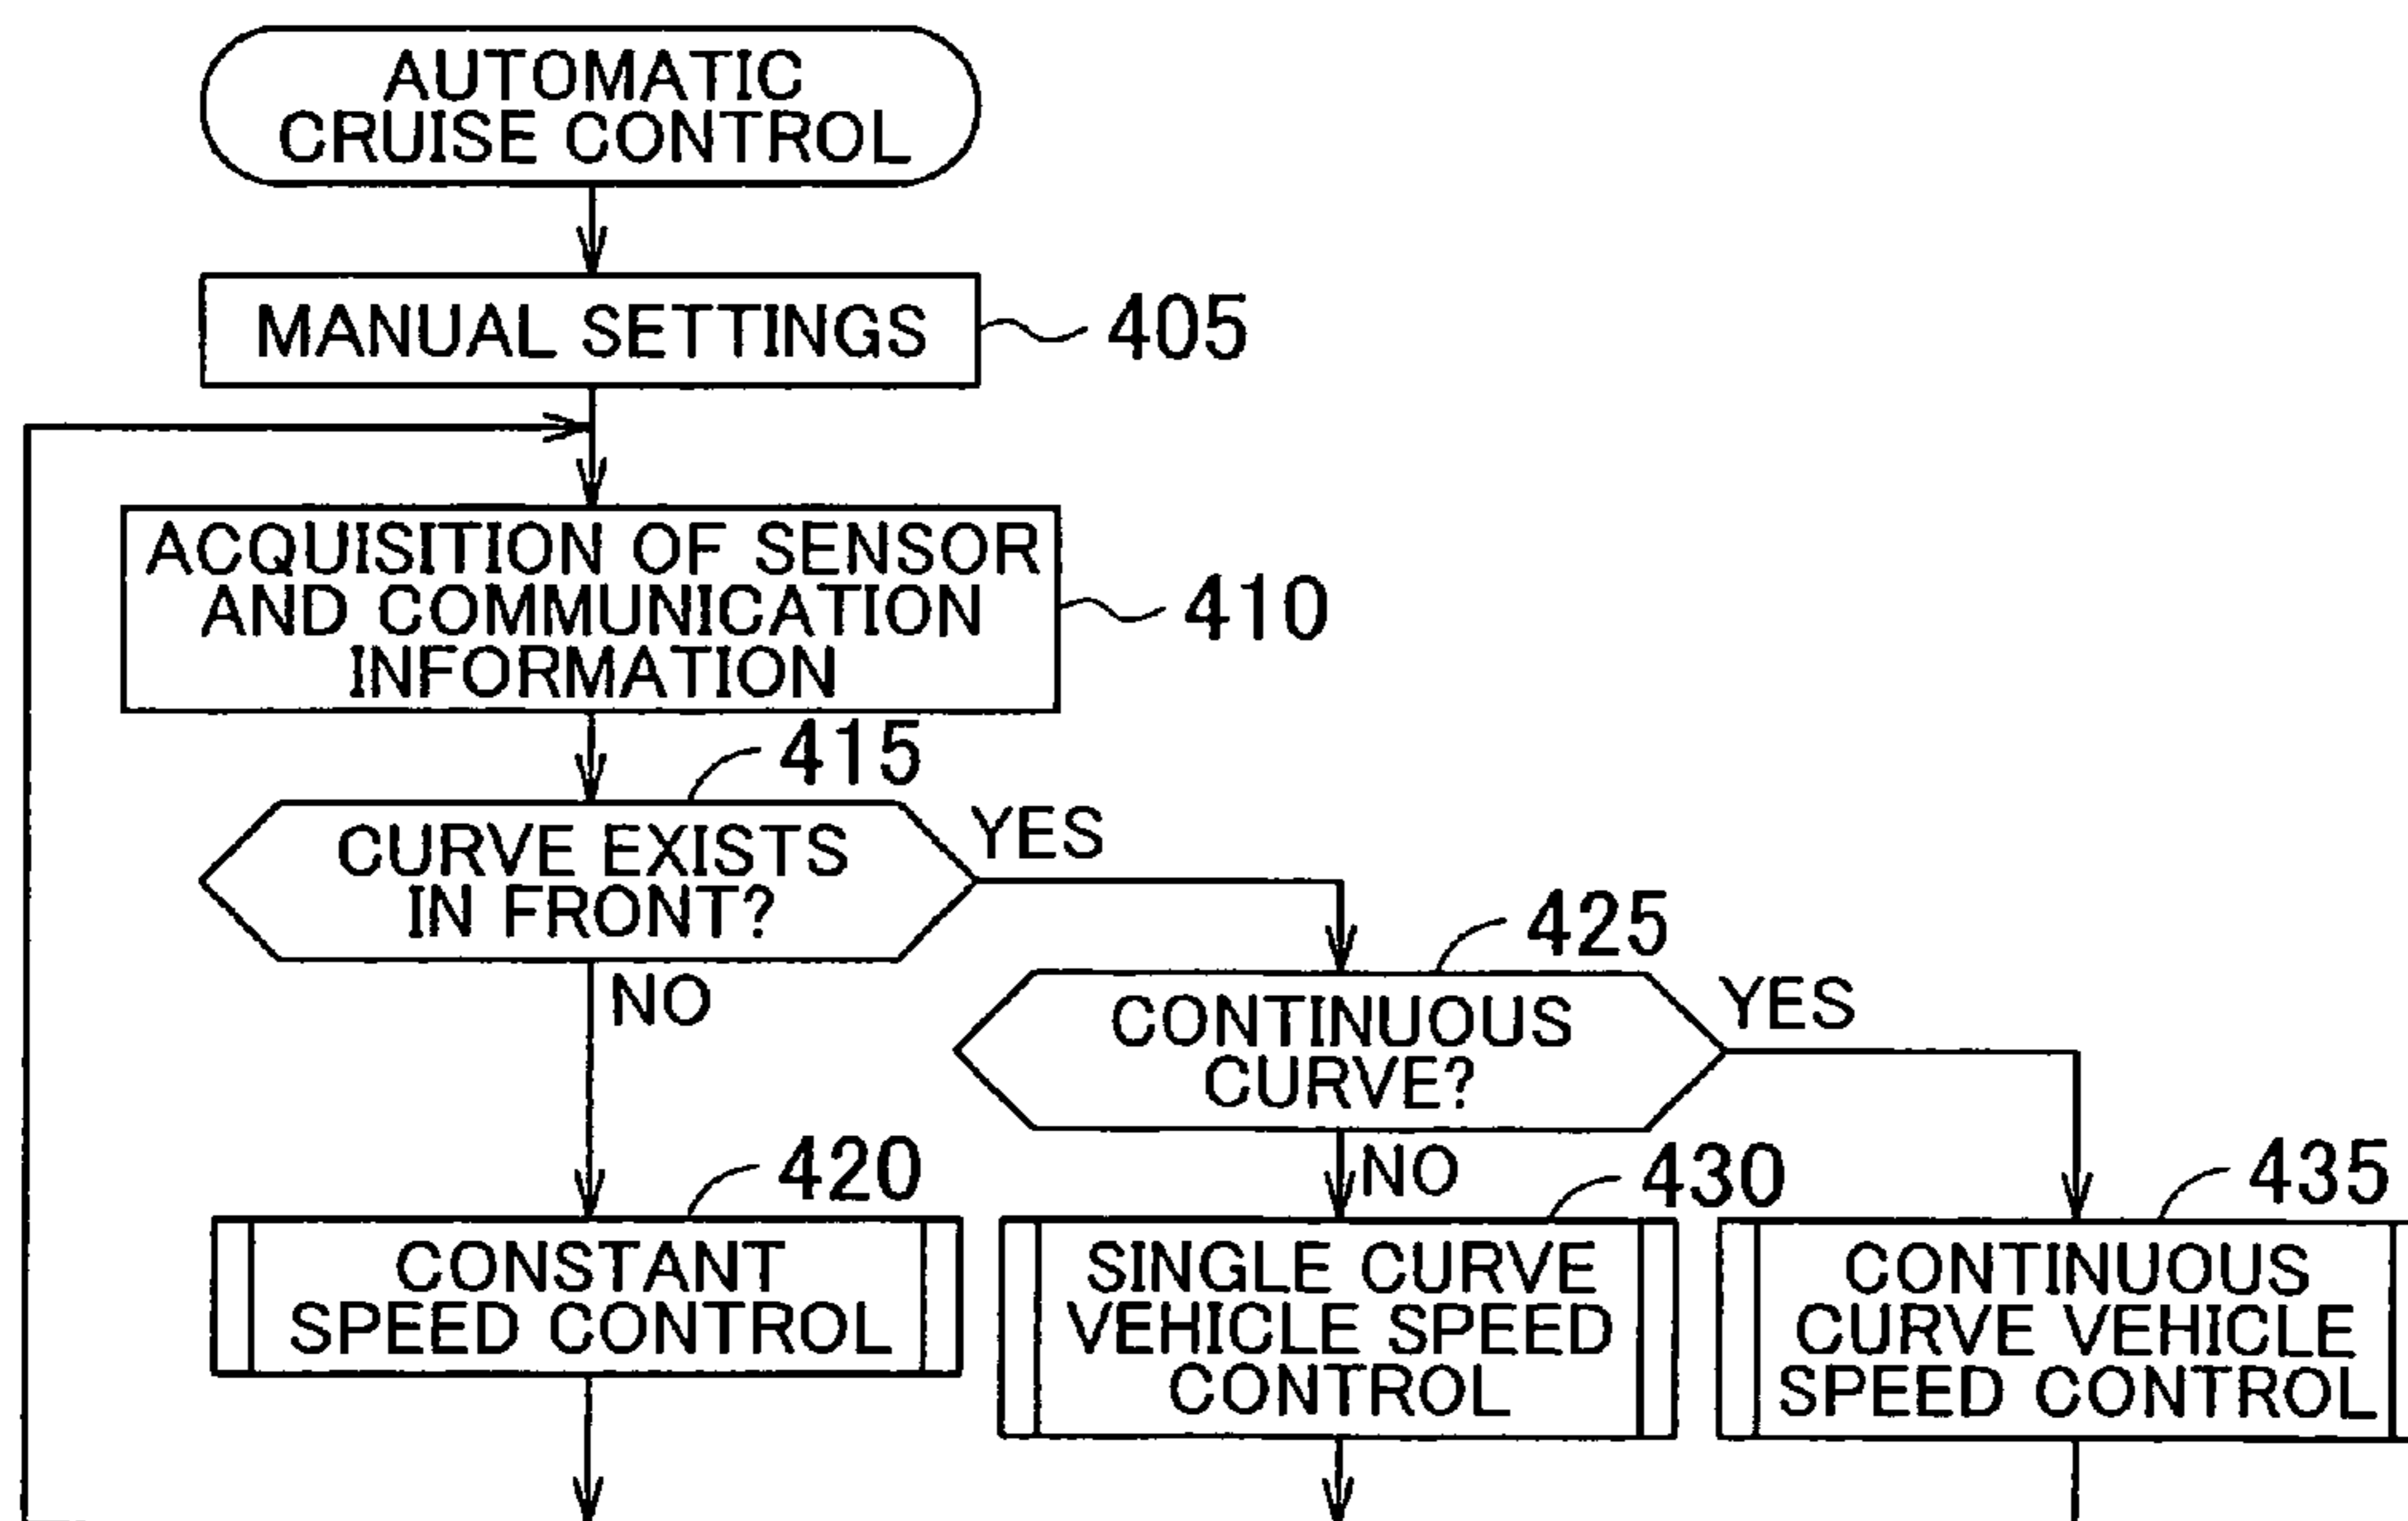 AUTOMATIC
CRUISE CONTROL
MANUAL SETTINGS
405
ACQUISITION OF SENSOR
AND COMMUNICATION
INFORMATION
410
415
CURVE EXISTS
IN FRONT?
YES
NO
425
CONTINUOUS
CURVE?
YES
NO
420
CONSTANT
SPEED CONTROL
430
SINGLE CURVE
VEHICLE SPEED
CONTROL
435
CONTINUOUS
CURVE VEHICLE
SPEED CONTROL